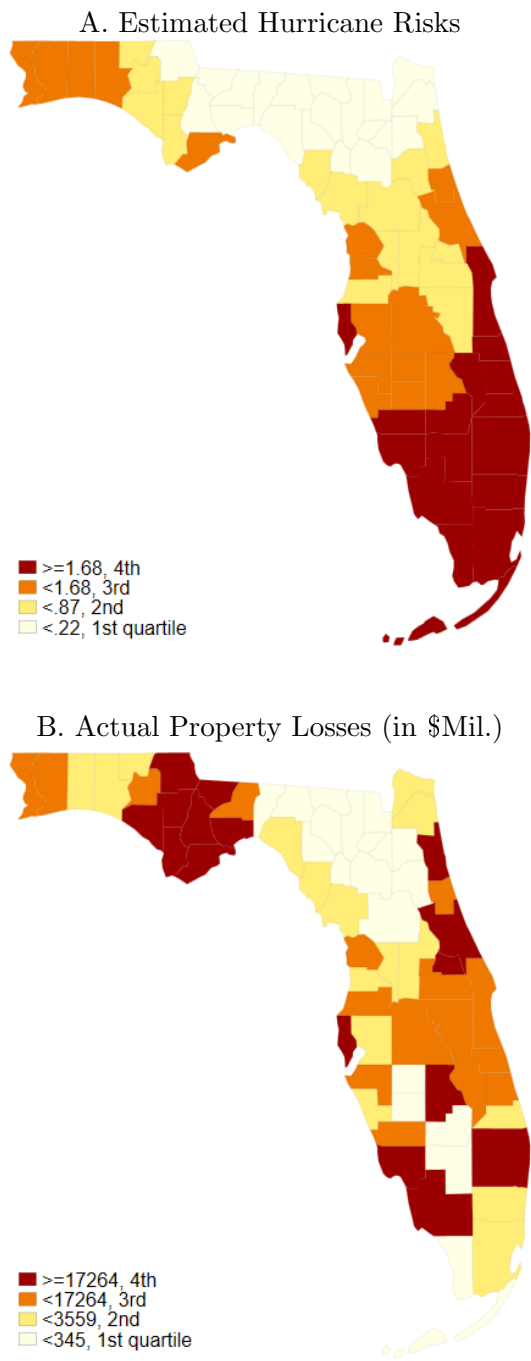 A. Estimated Hurricane Risks
>=1.68, 4th
<1.68, 3rd
<.87, 2nd
<.22, 1st quartile
B. Actual Property Losses (in $Mil.)
>=17264, 4th
<17264, 3rd
<3559, 2nd
<345, 1st quartile